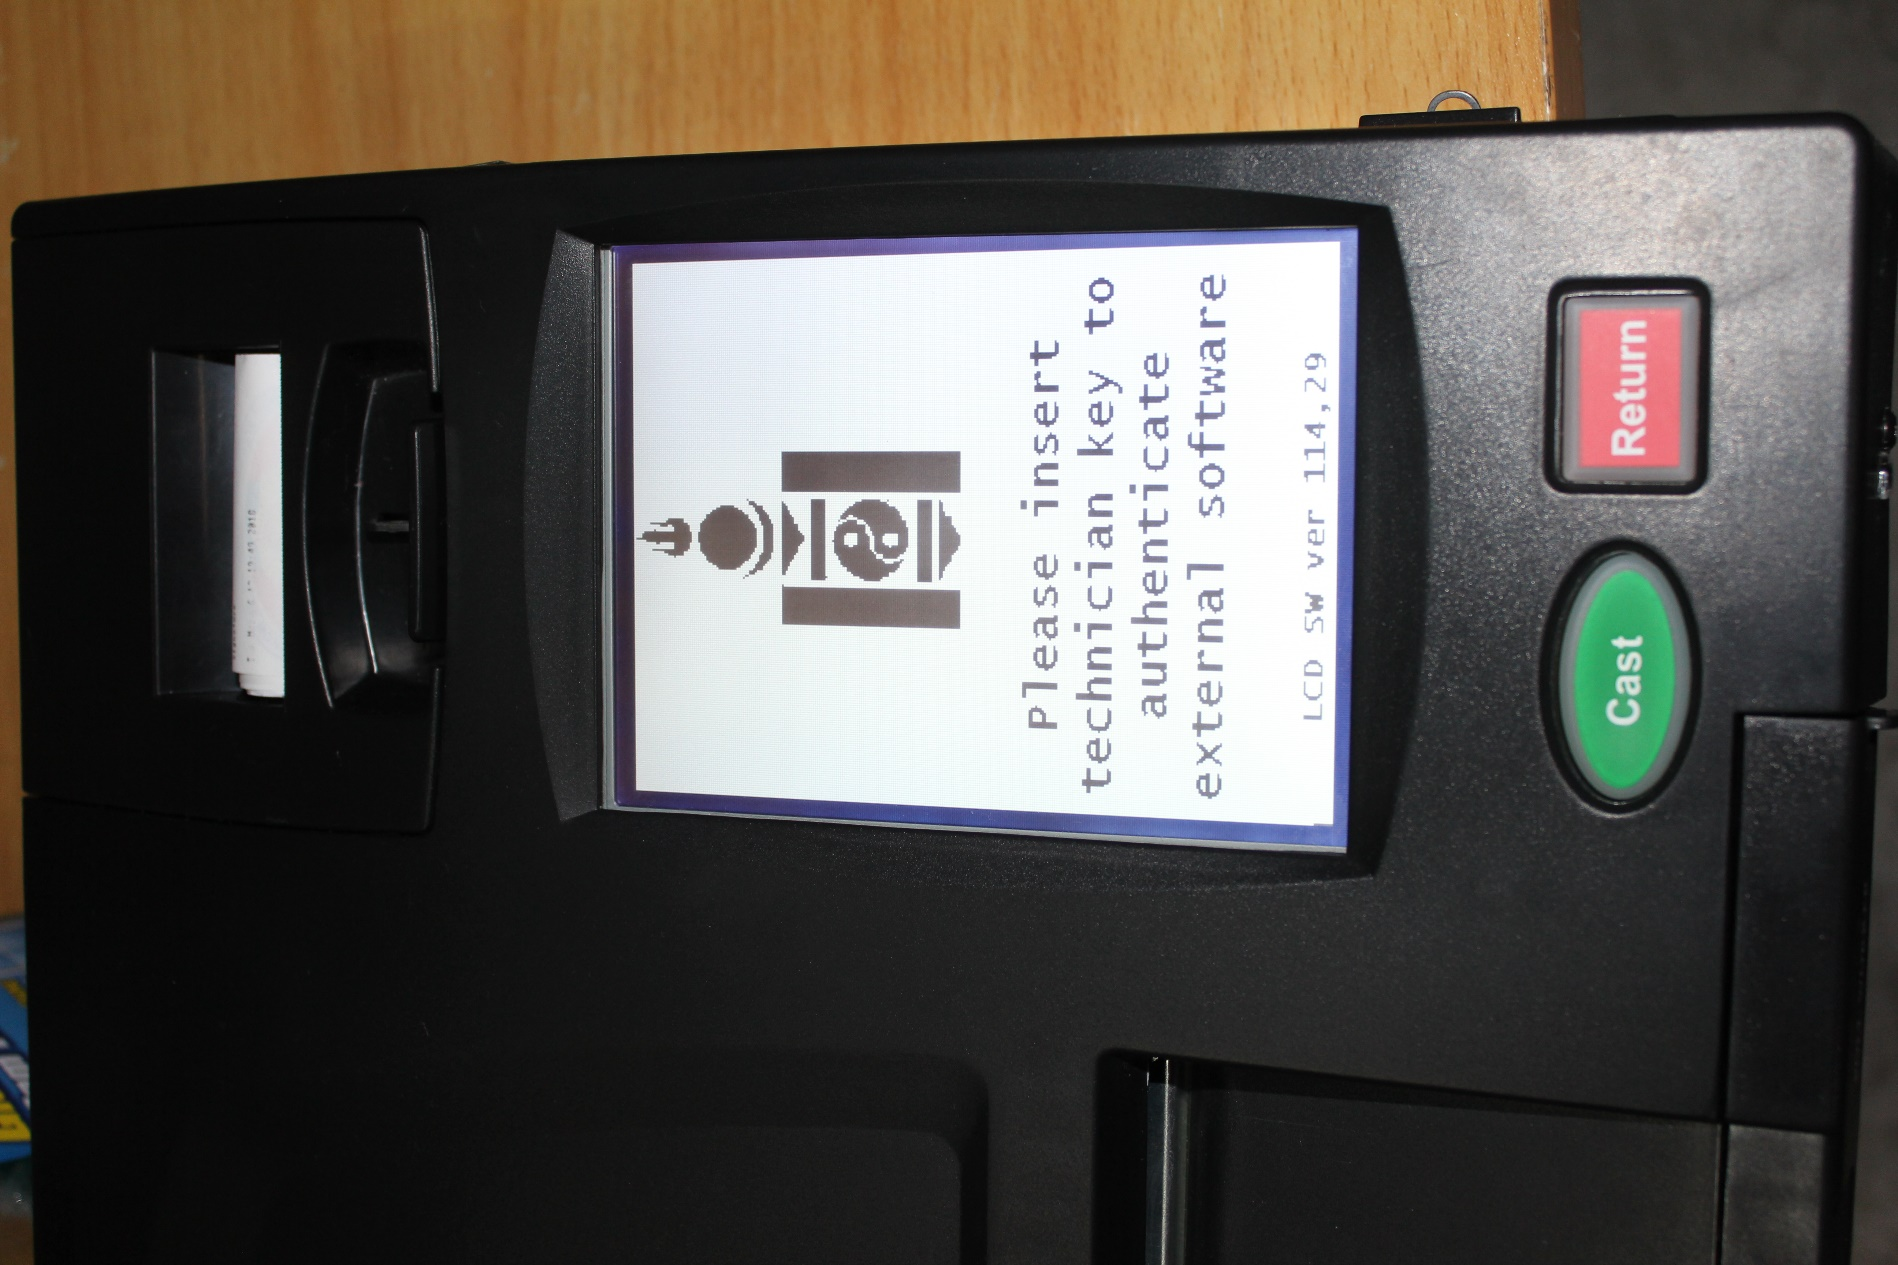 Please insert
technician key to
authenticate
external software
LCD SW ver 114,29
Cast
Return